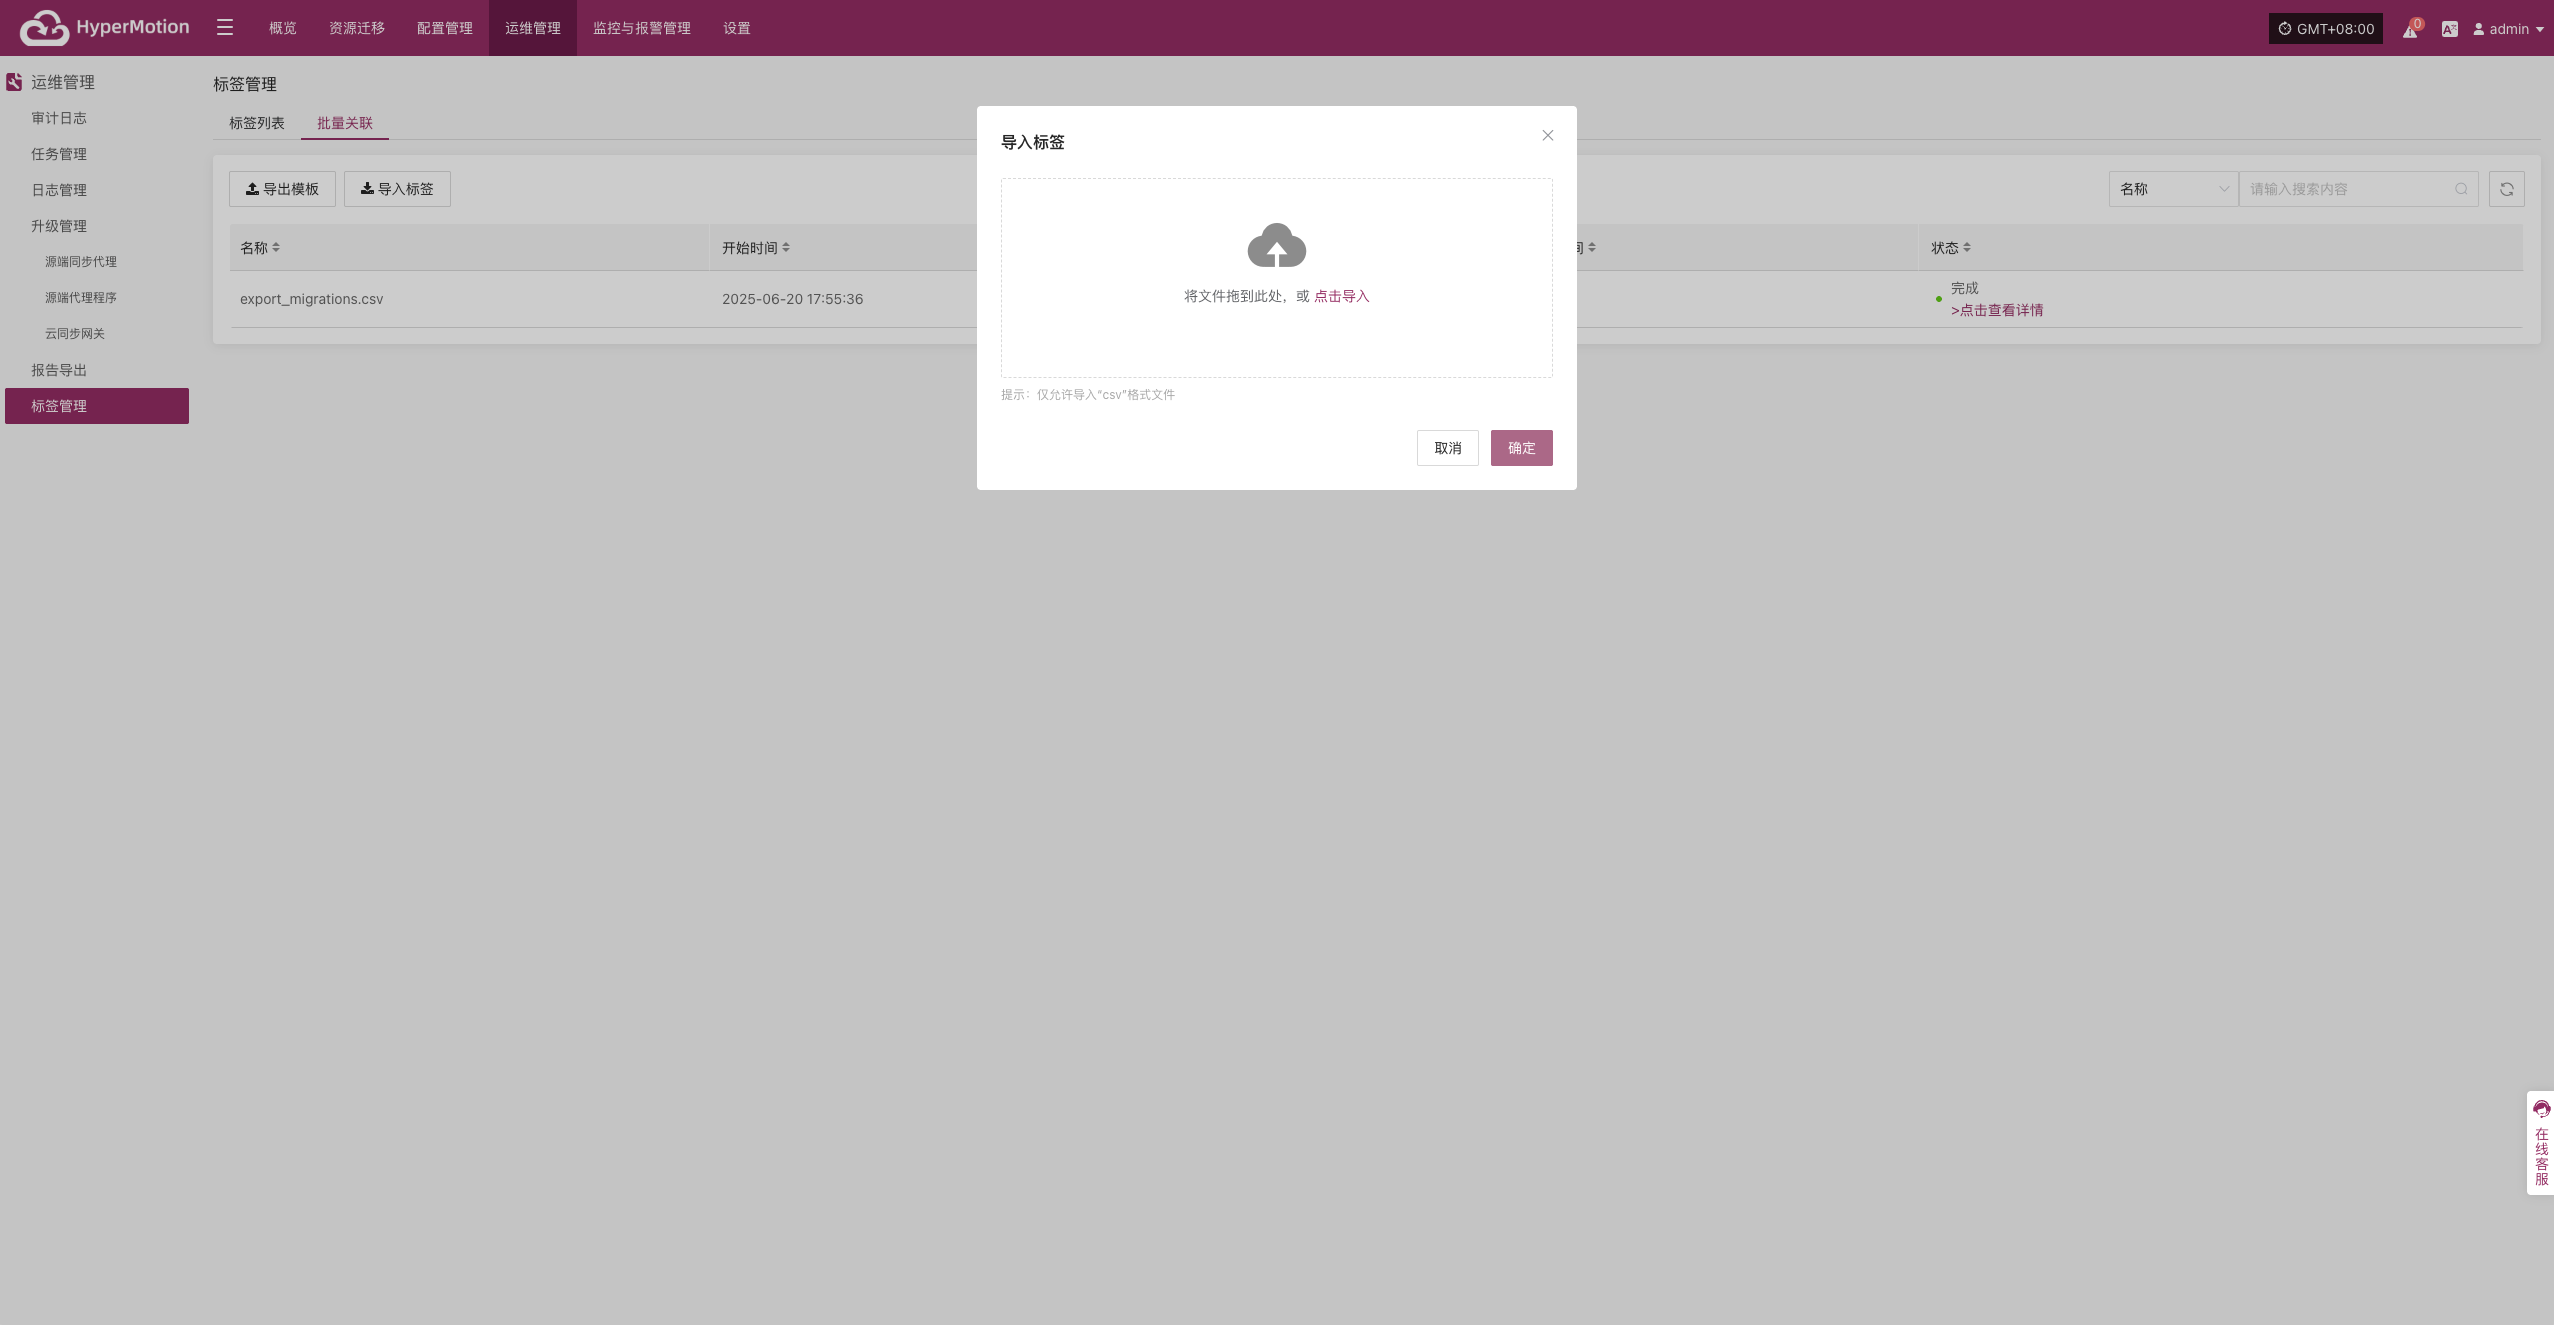 HyperMotion
概览 资源迁移 配置管理 运维管理 监控与报警管理 设置
GMT+08:00 0 admin
运维管理
审计日志
任务管理
日志管理
升级管理
源端同步代理
源端代理程序
云同步网关
报告导出
标签管理
标签管理
标签列表 批量关联
导出模板 导入标签
名称 请输入搜索内容
名称 开始时间 间 状态
export_migrations.csv 2025-06-20 17:55:36 完成
>点击查看详情
导入标签
将文件拖到此处，或 点击导入
提示：仅允许导入"csv"格式文件
取消 确定
在线客服